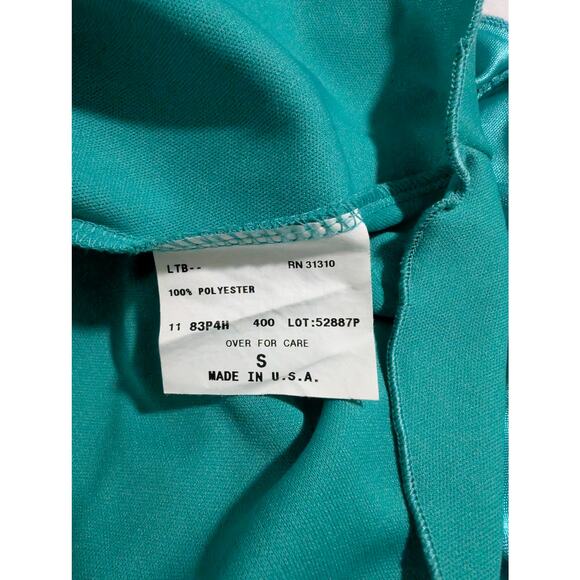 LTB-- RN 31310
100% POLYESTER
11 83P4H 400 LOT:52887P
OVER FOR CARE
S
MADE IN U.S.A.